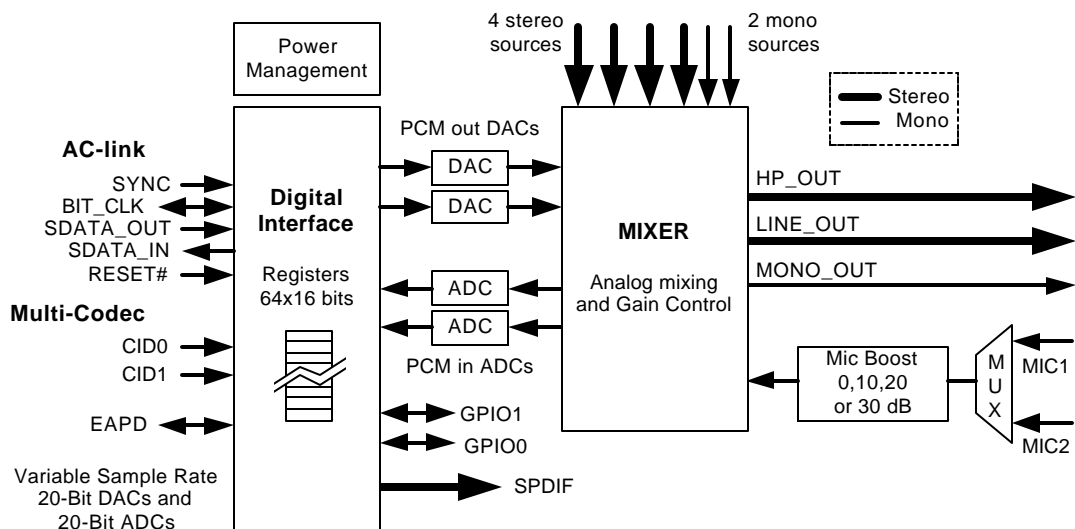 4 stereo
sources
2 mono
sources
Power
Management
Stereo
Mono
PCM out DACs
AC-link
SYNC
BIT_CLK
SDATA_OUT
SDATA_IN
RESET#
Digital
Interface
Registers
64x16 bits
DAC
DAC
ADC
ADC
PCM in ADCs
MIXER
Analog mixing
and Gain Control
HP_OUT
LINE_OUT
MONO_OUT
Multi-Codec
CID0
CID1
EAPD
GPIO1
GPIO0
SPDIF
Mic Boost
0,10,20
or 30 dB
M
U
X
MIC1
MIC2
Variable Sample Rate
20-Bit DACs and
20-Bit ADCs